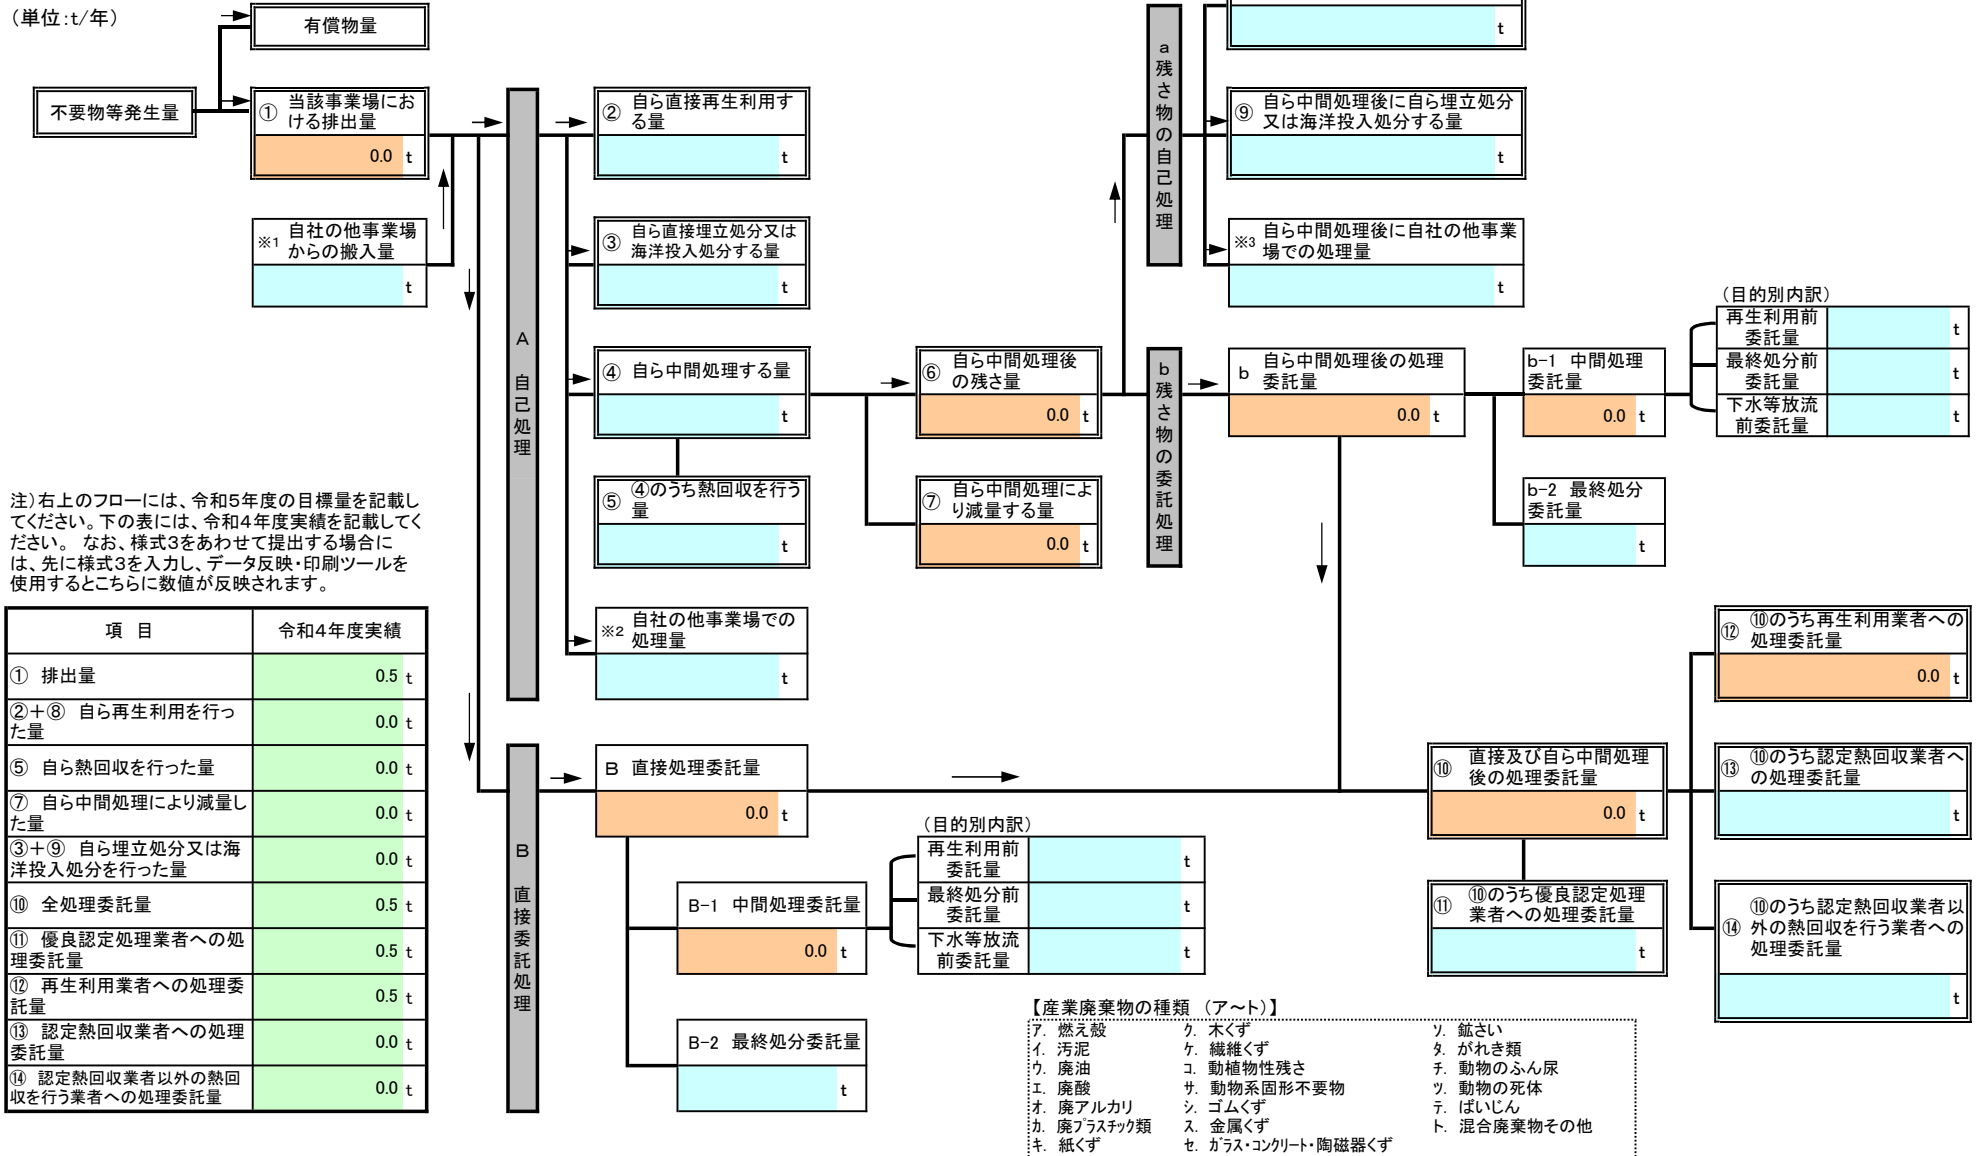 （単位：t/年）
有償物量
不要物等発生量
① 当該事業場にお
ける排出量
0.0 t
※1 自社の他事業場
からの搬入量
t
A 自己処理
② 自ら直接再生利用す
る量
t
③ 自ら直接埋立処分又は
海洋投入処分する量
t
④ 自ら中間処理する量
t
⑤ ④のうち熱回収を行う
量
t
※2 自社の他事業場での
処理量
t
⑥ 自ら中間処理後
の残さ量
0.0 t
⑦ 自ら中間処理によ
り減量する量
0.0 t
a 残さ物の自己処理
t
⑨ 自ら中間処理後に自ら埋立処分
又は海洋投入処分する量
t
※3 自ら中間処理後に自社の他事業
場での処理量
t
b 残さ物の委託処理
b 自ら中間処理後の処理
委託量
0.0 t
b-1 中間処理
委託量
0.0 t
（目的別内訳）
再生利用前
委託量
t
最終処分前
委託量
t
下水等放流
前委託量
t
b-2 最終処分
委託量
t
注）右上のフローには、令和５年度の目標量を記載し
てください。下の表には、令和４年度実績を記載してく
ださい。 なお、様式３をあわせて提出する場合に
は、先に様式３を入力し、データ反映・印刷ツールを
使用するとこちらに数値が反映されます。
項 目 令和４年度実績
① 排出量 0.5 t
②＋⑧ 自ら再生利用を行っ
た量 0.0 t
⑤ 自ら熱回収を行った量 0.0 t
⑦ 自ら中間処理により減量し
た量 0.0 t
③＋⑨ 自ら埋立処分又は海
洋投入処分を行った量 0.0 t
⑩ 全処理委託量 0.5 t
⑪ 優良認定処理業者への処
理委託量 0.5 t
⑫ 再生利用業者への処理委
託量 0.5 t
⑬ 認定熱回収業者への処理
委託量 0.0 t
⑭ 認定熱回収業者以外の熱回
収を行う業者への処理委託量 0.0 t
B 直接委託処理
B 直接処理委託量
0.0 t
B-1 中間処理委託量
0.0 t
（目的別内訳）
再生利用前
委託量
t
最終処分前
委託量
t
下水等放流
前委託量
t
B-2 最終処分委託量
t
⑩ 直接及び自ら中間処理
後の処理委託量
0.0 t
⑪ ⑩のうち優良認定処理
業者への処理委託量
t
⑫ ⑩のうち再生利用業者への
処理委託量
0.0 t
⑬ ⑩のうち認定熱回収業者へ
の処理委託量
t
⑭ ⑩のうち認定熱回収業者以
外の熱回収を行う業者への
処理委託量
t
【産業廃棄物の種類 （ア～ト）】
ア. 燃え殻 ク. 木くず ソ. 鉱さい
イ. 汚泥 ケ. 繊維くず タ. がれき類
ウ. 廃油 コ. 動植物性残さ チ. 動物のふん尿
エ. 廃酸 サ. 動物系固形不要物 ツ. 動物の死体
オ. 廃アルカリ シ. ゴムくず テ. ばいじん
カ. 廃プラスチック類 ス. 金属くず ト. 混合廃棄物その他
キ. 紙くず セ. ガラス・コンクリート・陶磁器くず